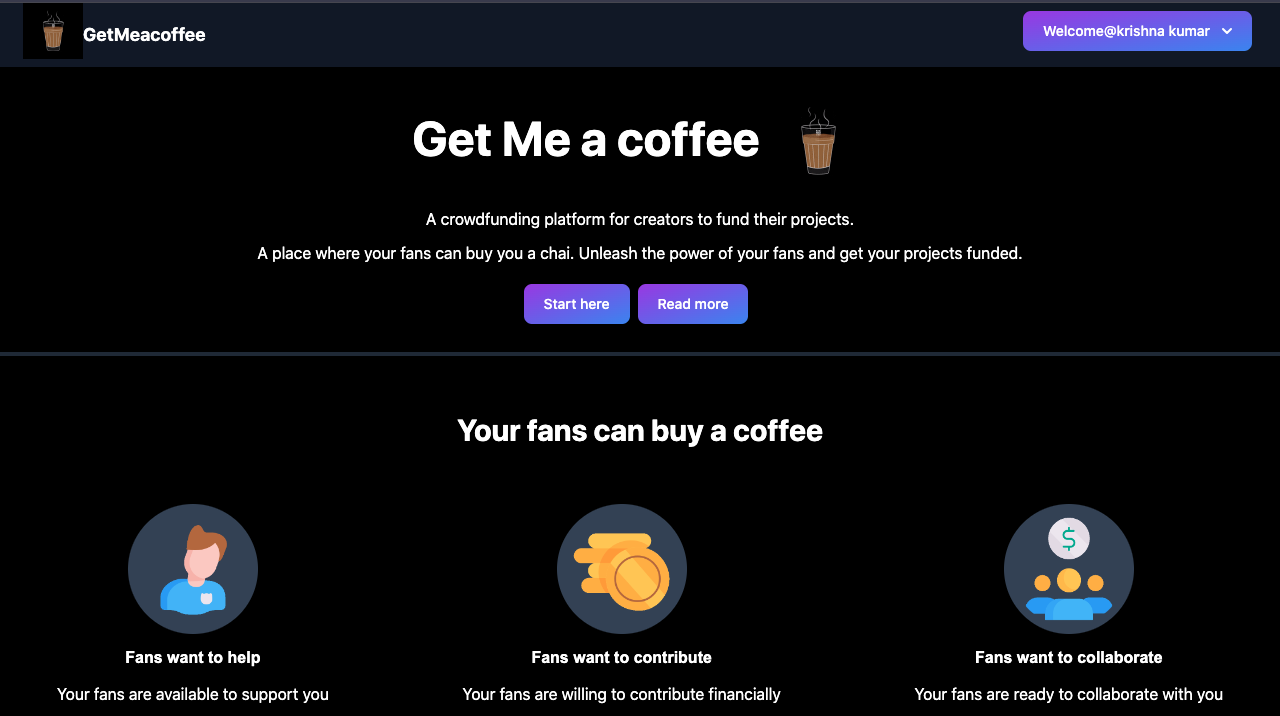 GetMeacoffee
Welcome@krishna kumar
Get Me a coffee
A crowdfunding platform for creators to fund their projects.
A place where your fans can buy you a chai. Unleash the power of your fans and get your projects funded.
Start here
Read more
Your fans can buy a coffee
$
Fans want to help
Fans want to contribute
Fans want to collaborate
Your fans are available to support you
Your fans are willing to contribute financially
Your fans are ready to collaborate with you